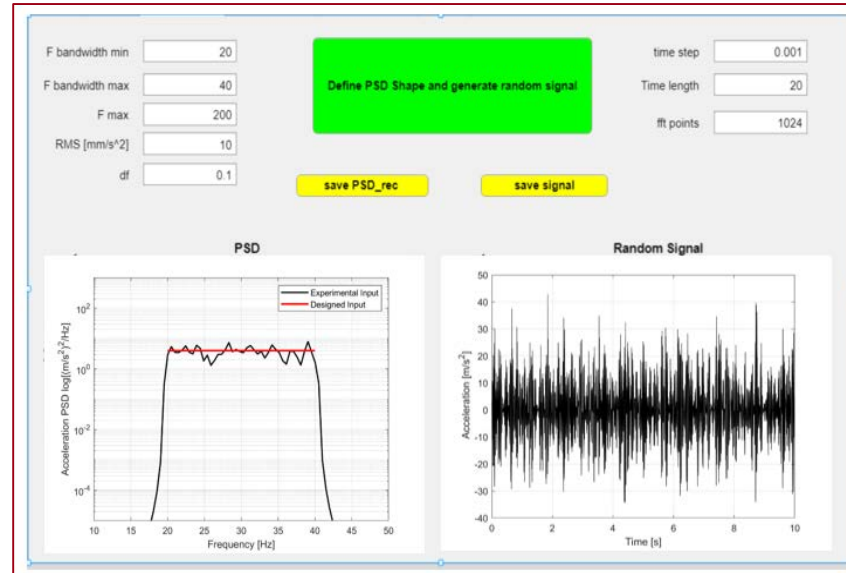 F bandwidth min 20
F bandwidth max 40
F max 200
RMS [mm/s^2] 10
df 0.1
Define PSD Shape and generate random signal
time step 0.001
Time length 20
fft points 1024
save PSD_rec
save signal
PSD
Experimental Input
Designed Input
Acceleration PSD log[(m/s²)²/Hz]
10²
10⁰
10⁻²
10⁻⁴
10 15 20 25 30 35 40 45 50
Frequency [Hz]
Random Signal
Acceleration [m/s²]
50
40
30
20
10
0
-10
-20
-30
-40
0 2 4 6 8 10
Time [s]